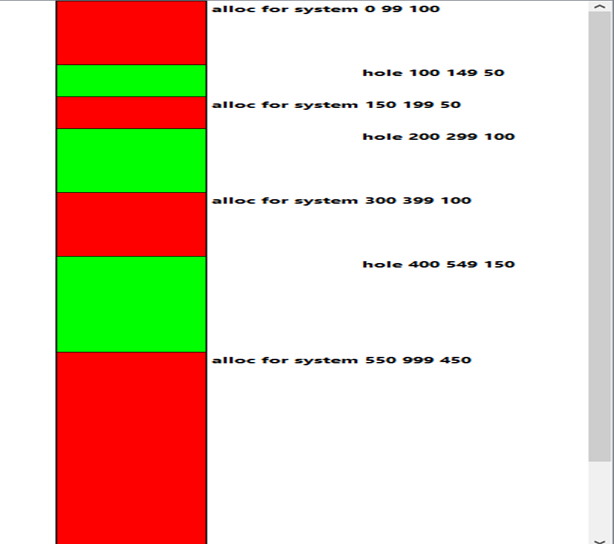 alloc for system 0 99 100
hole 100 149 50
alloc for system 150 199 50
hole 200 299 100
alloc for system 300 399 100
hole 400 549 150
alloc for system 550 999 450